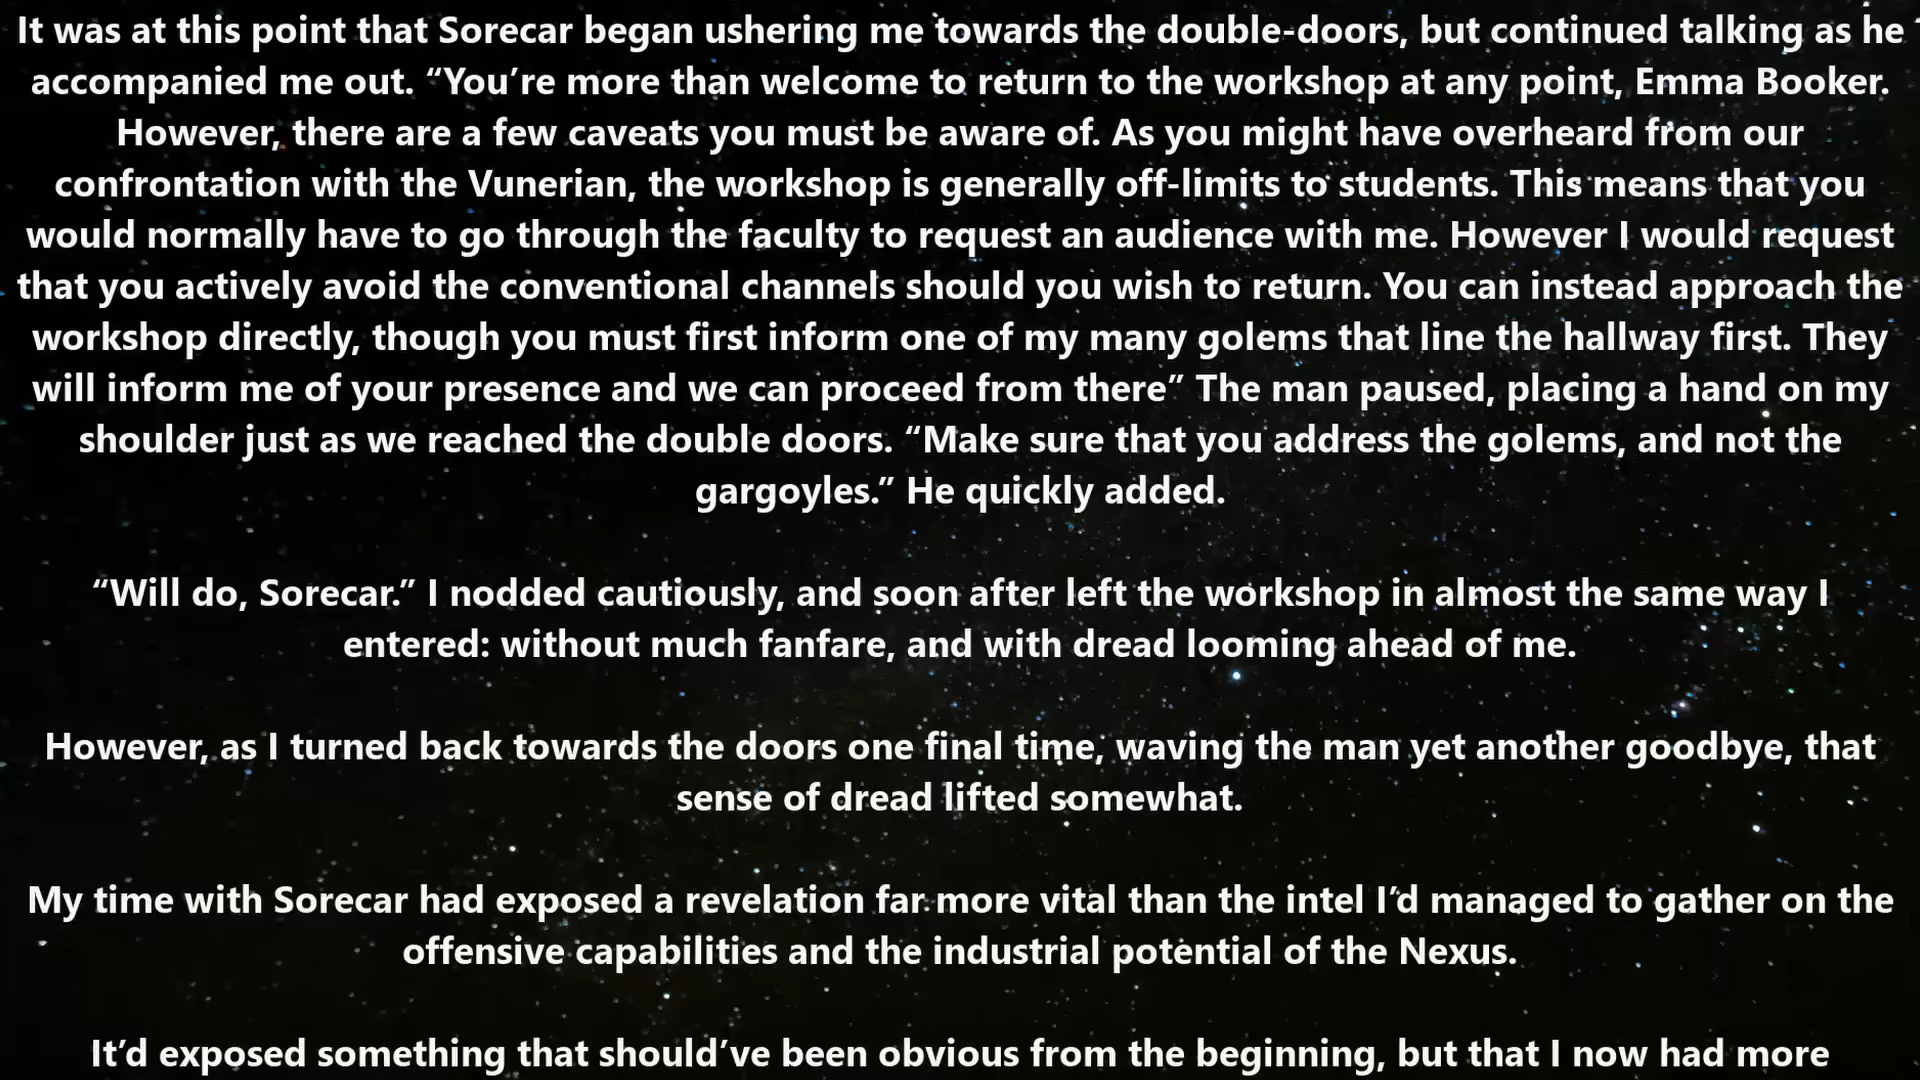 It was at this point that Sorecar began ushering me towards the double-doors, but continued talking as he
accompanied me out. “You’re more than welcome to return to the workshop at any point, Emma Booker.
However, there are a few caveats you must be aware of. As you might have overheard from our
confrontation with the Vunerian, the workshop is generally off-limits to students. This means that you
would normally have to go through the faculty to request an audience with me. However I would request
that you actively avoid the conventional channels should you wish to return. You can instead approach the
workshop directly, though you must first inform one of my many golems that line the hallway first. They
will inform me of your presence and we can proceed from there” The man paused, placing a hand on my
shoulder just as we reached the double doors. “Make sure that you address the golems, and not the
gargoyles.” He quickly added.
“Will do, Sorecar.” I nodded cautiously, and soon after left the workshop in almost the same way I
entered: without much fanfare, and with dread looming ahead of me.
However, as I turned back towards the doors one final time, waving the man yet another goodbye, that
sense of dread lifted somewhat.
My time with Sorecar had exposed a revelation far more vital than the intel I’d managed to gather on the
offensive capabilities and the industrial potential of the Nexus.
It’d exposed something that should’ve been obvious from the beginning, but that I now had more